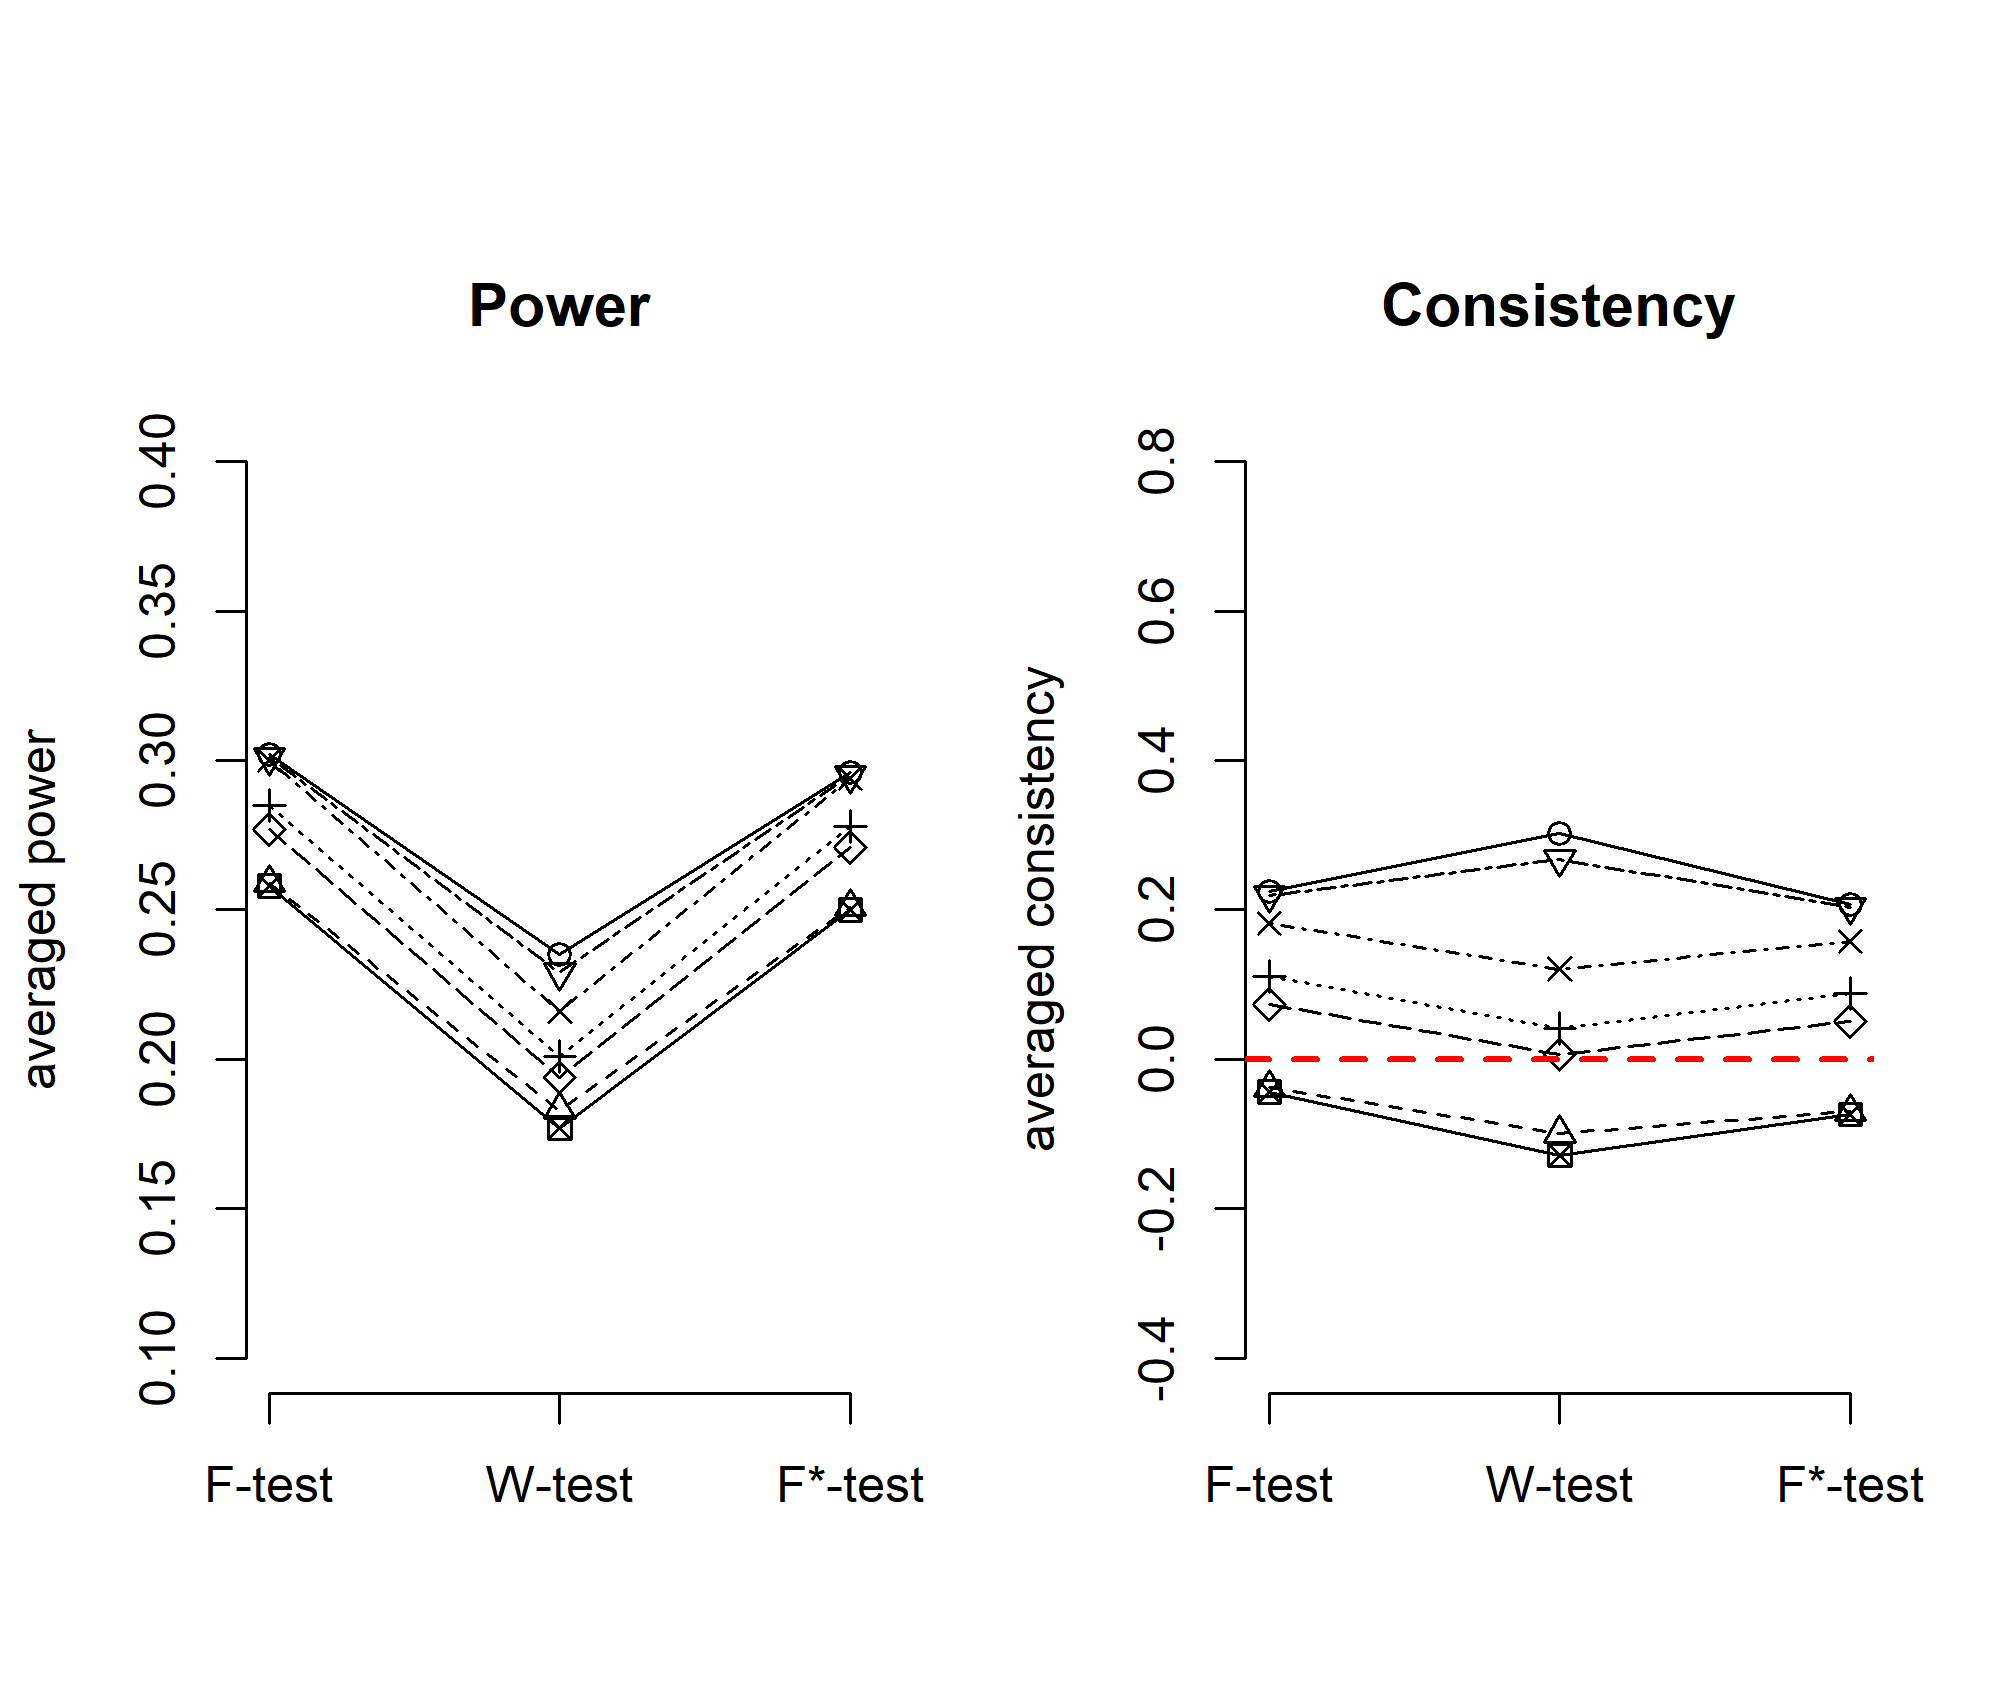 Power
averaged power
0.40
0.35
0.30
0.25
0.20
0.15
0.10
F-test W-test F*-test
Consistency
averaged consistency
0.8
0.6
0.4
0.2
0.0
-0.2
-0.4
F-test W-test F*-test